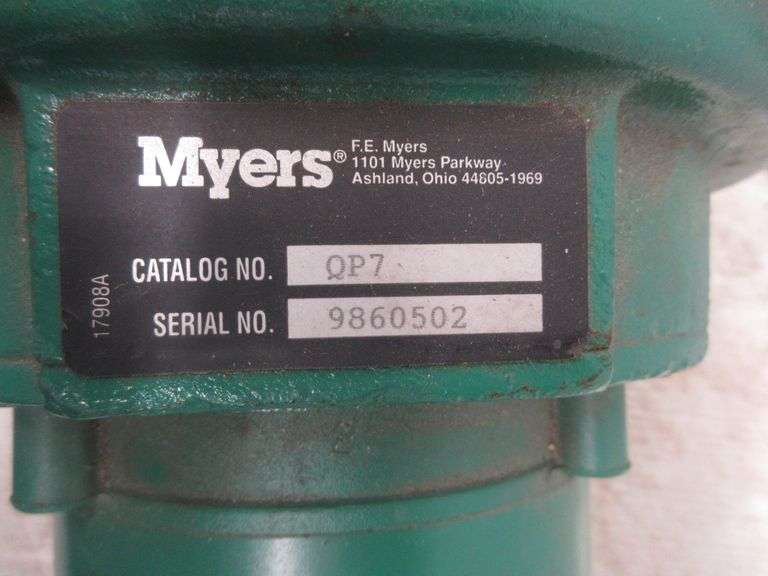 Myers®
F.E. Myers
1101 Myers Parkway
Ashland, Ohio 44805-1969
CATALOG NO. QP7
SERIAL NO. 9860502
17908A